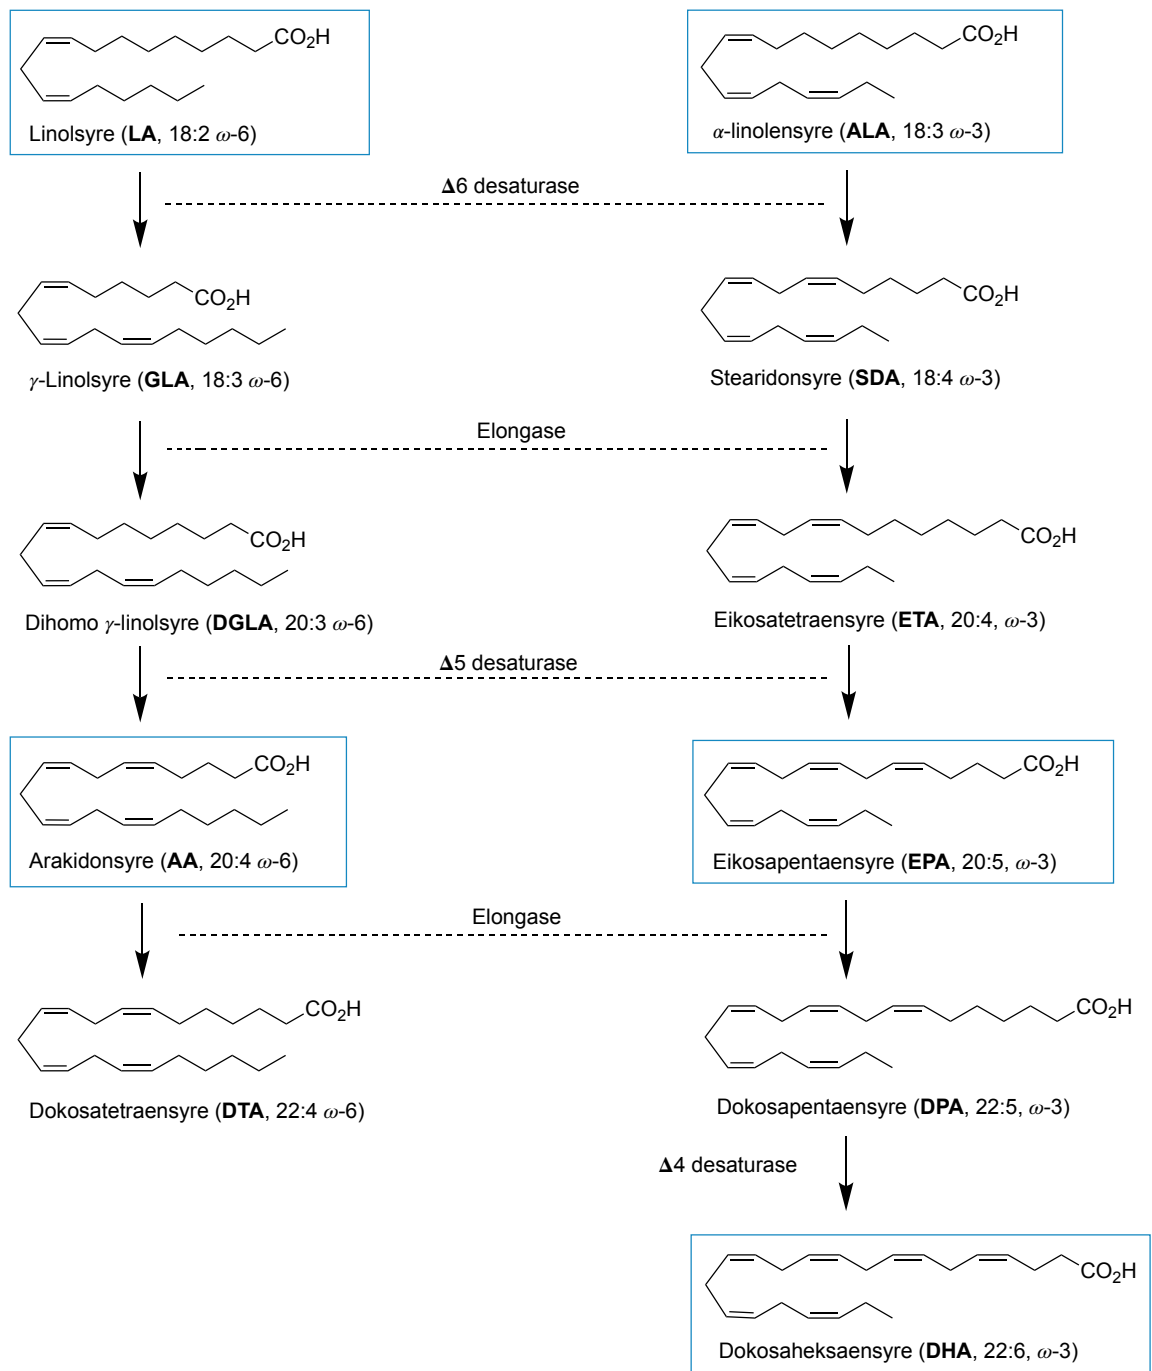 CO₂H
CO₂H
Linolsyre (LA, 18:2 ω-6)
α-linolensyre (ALA, 18:3 ω-3)
Δ6 desaturase
CO₂H
CO₂H
γ-Linolsyre (GLA, 18:3 ω-6)
Stearidonsyre (SDA, 18:4 ω-3)
Elongase
CO₂H
CO₂H
Dihomo γ-linolsyre (DGLA, 20:3 ω-6)
Eikosatetraensyre (ETA, 20:4, ω-3)
Δ5 desaturase
CO₂H
CO₂H
Arakidonsyre (AA, 20:4 ω-6)
Eikosapentaensyre (EPA, 20:5, ω-3)
Elongase
CO₂H
CO₂H
Dokosatetraensyre (DTA, 22:4 ω-6)
Dokosapentaensyre (DPA, 22:5, ω-3)
Δ4 desaturase
CO₂H
Dokosaheksaensyre (DHA, 22:6, ω-3)